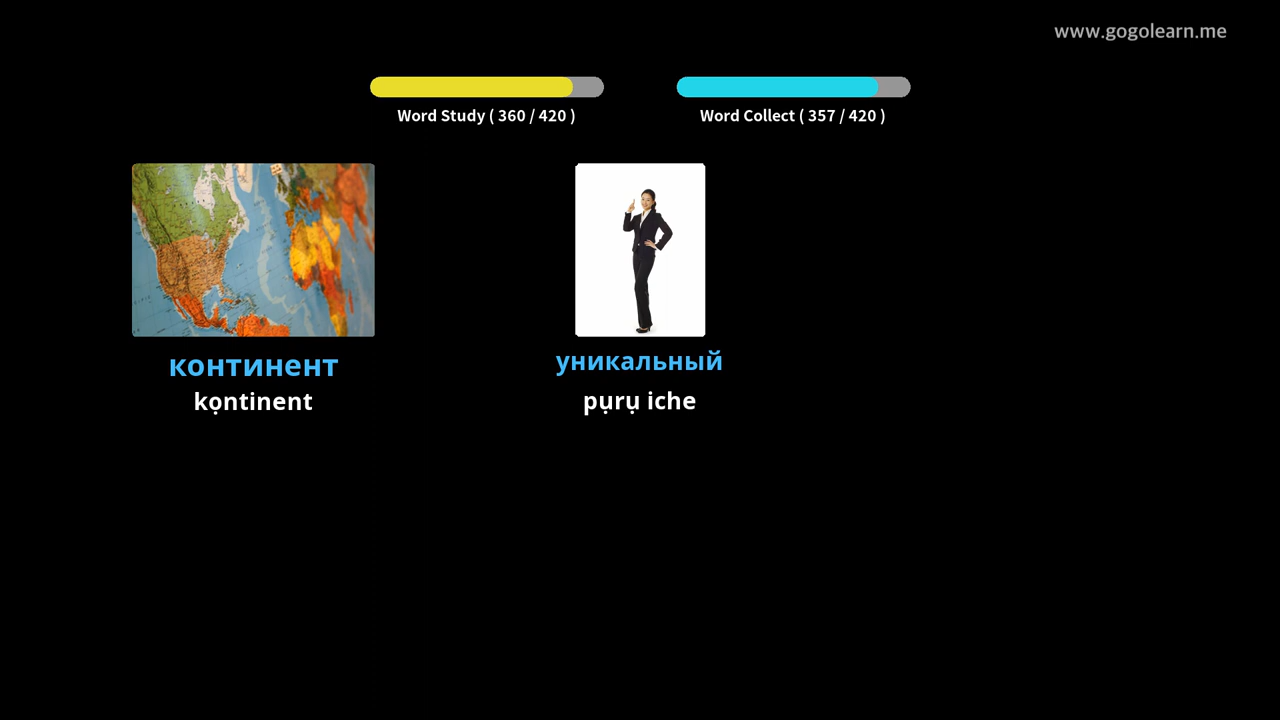 www.gogolearn.me
Word Study ( 360 / 420 )
Word Collect ( 357 / 420 )
континент
kọntinent
уникальный
pụrụ iche